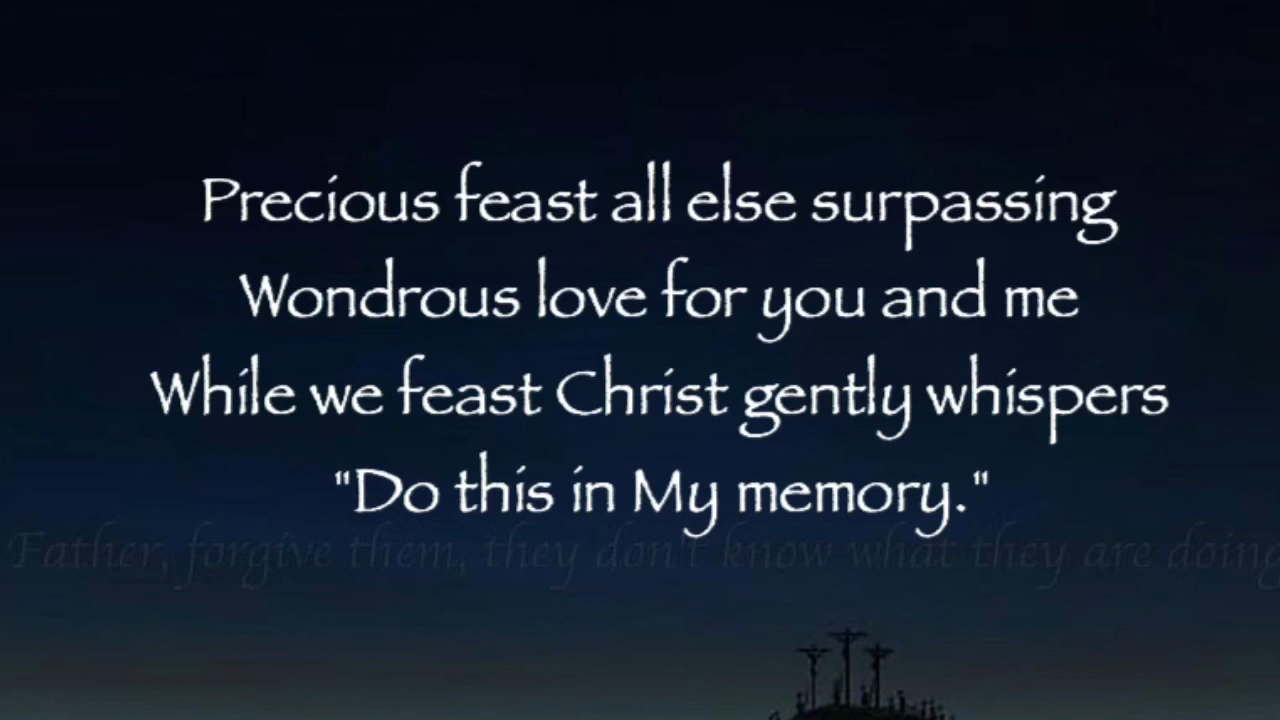 Precious feast all else surpassing
Wondrous love for you and me
While we feast Christ gently whispers
"Do this in My memory."
Father, forgive them, they don't know what they are doing